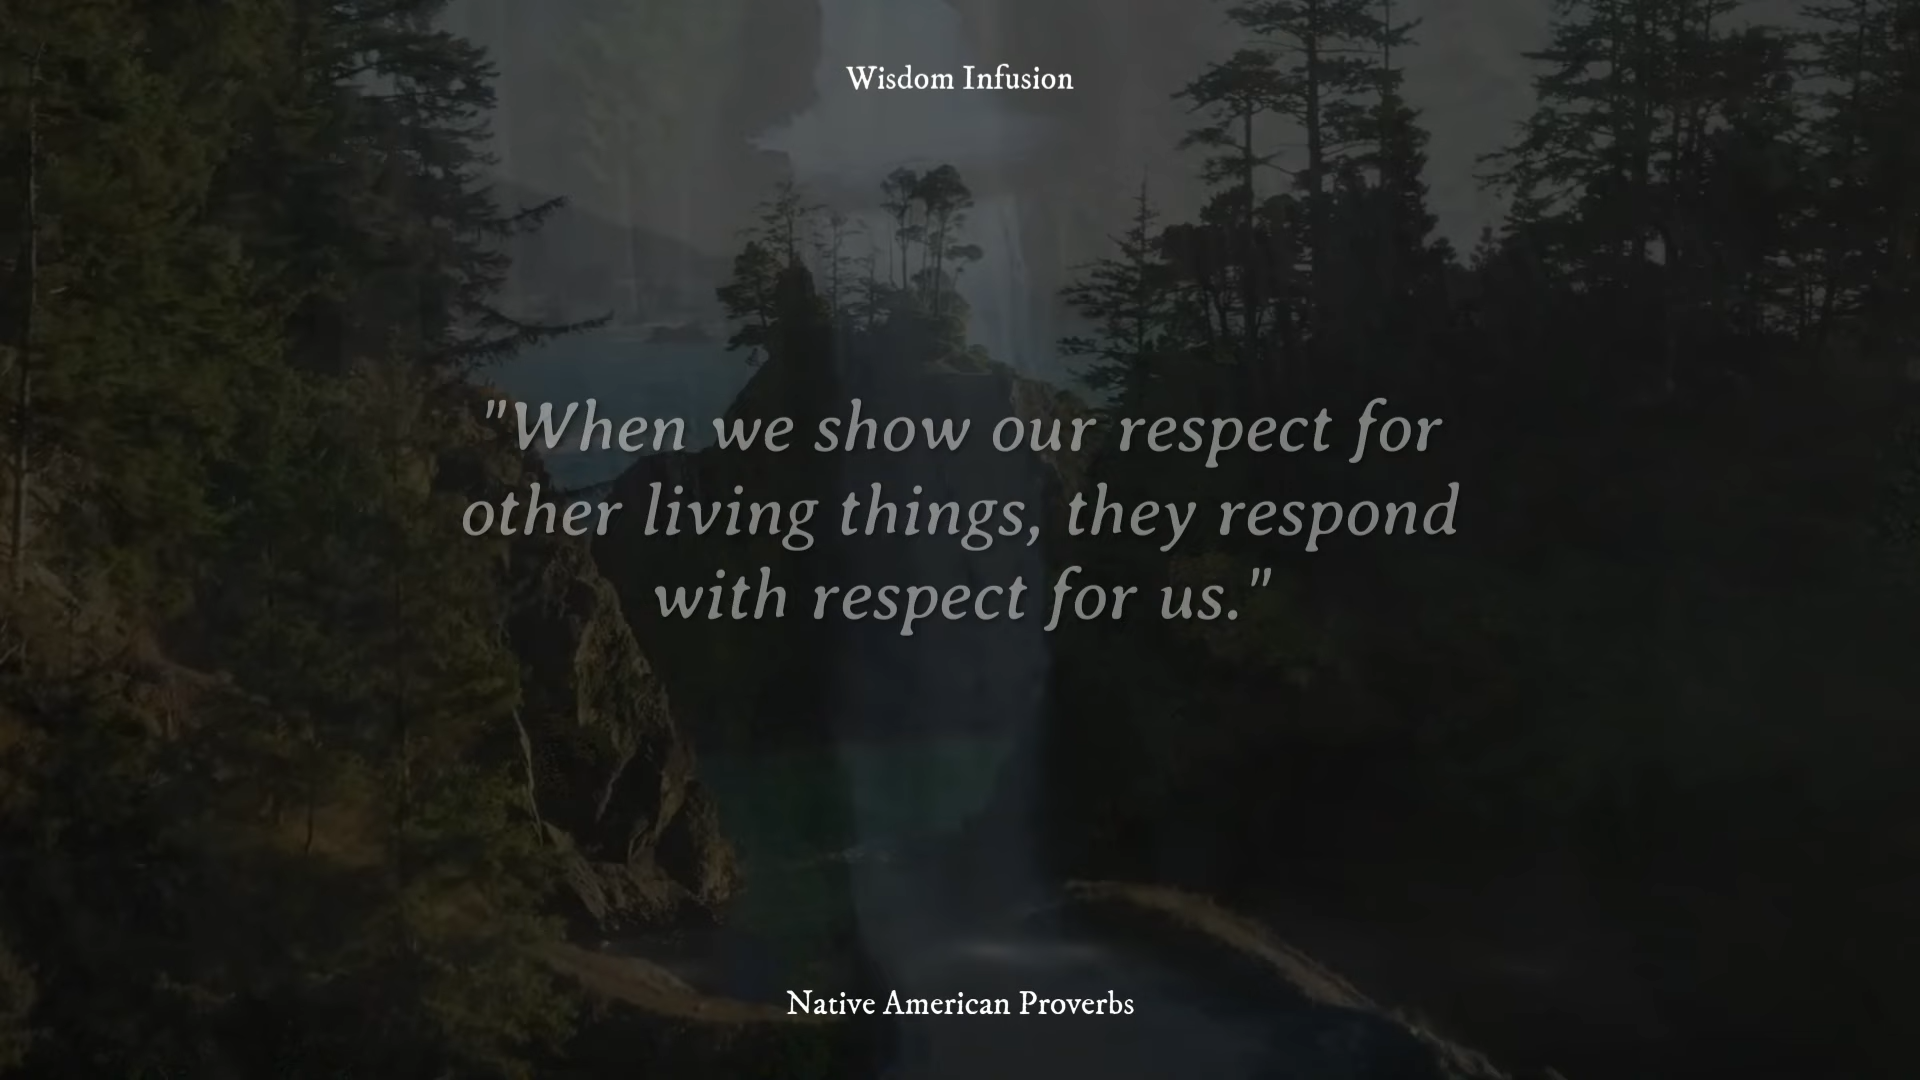 Wisdom Infusion
"When we show our respect for
other living things, they respond
with respect for us."
Native American Proverbs